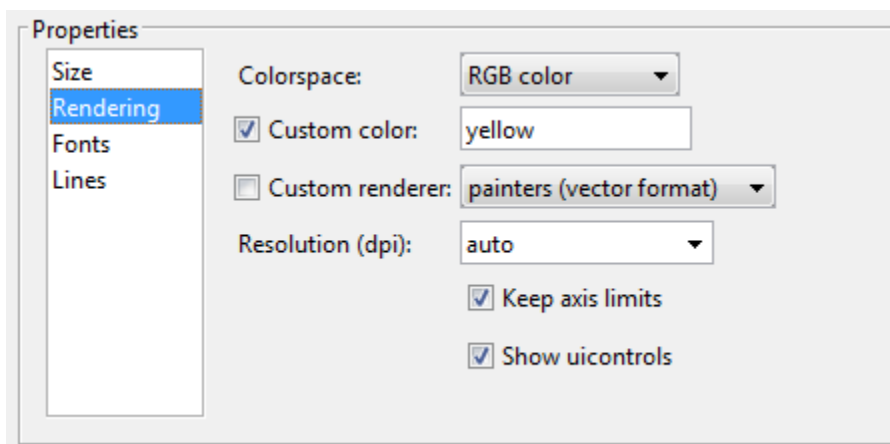 Properties
Size
Rendering
Fonts
Lines
Colorspace: RGB color
Custom color: yellow
Custom renderer: painters (vector format)
Resolution (dpi): auto
Keep axis limits
Show uicontrols